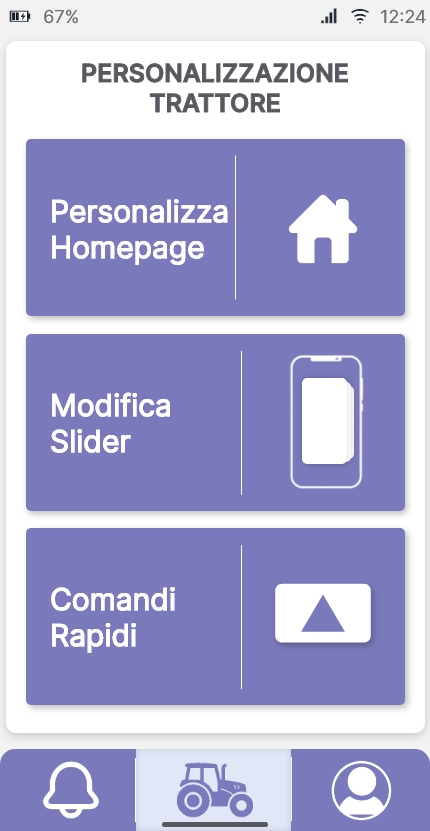 67%
12:24
PERSONALIZZAZIONE
TRATTORE
Personalizza
Homepage
Modifica
Slider
Comandi
Rapidi